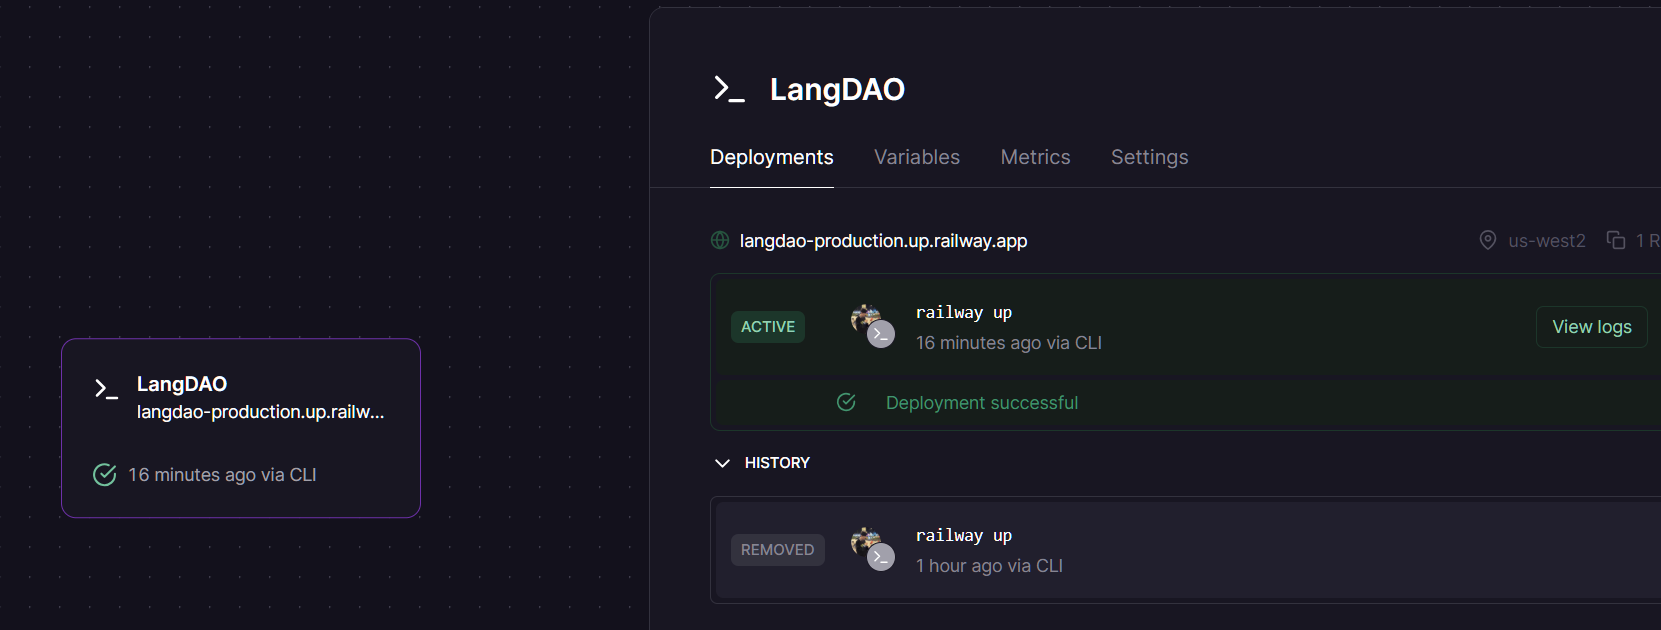 LangDAO
langdao-production.up.railw...
16 minutes ago via CLI
LangDAO
Deployments Variables Metrics Settings
langdao-production.up.railway.app us-west2 1 R
ACTIVE railway up View logs
16 minutes ago via CLI
Deployment successful
HISTORY
REMOVED railway up
1 hour ago via CLI